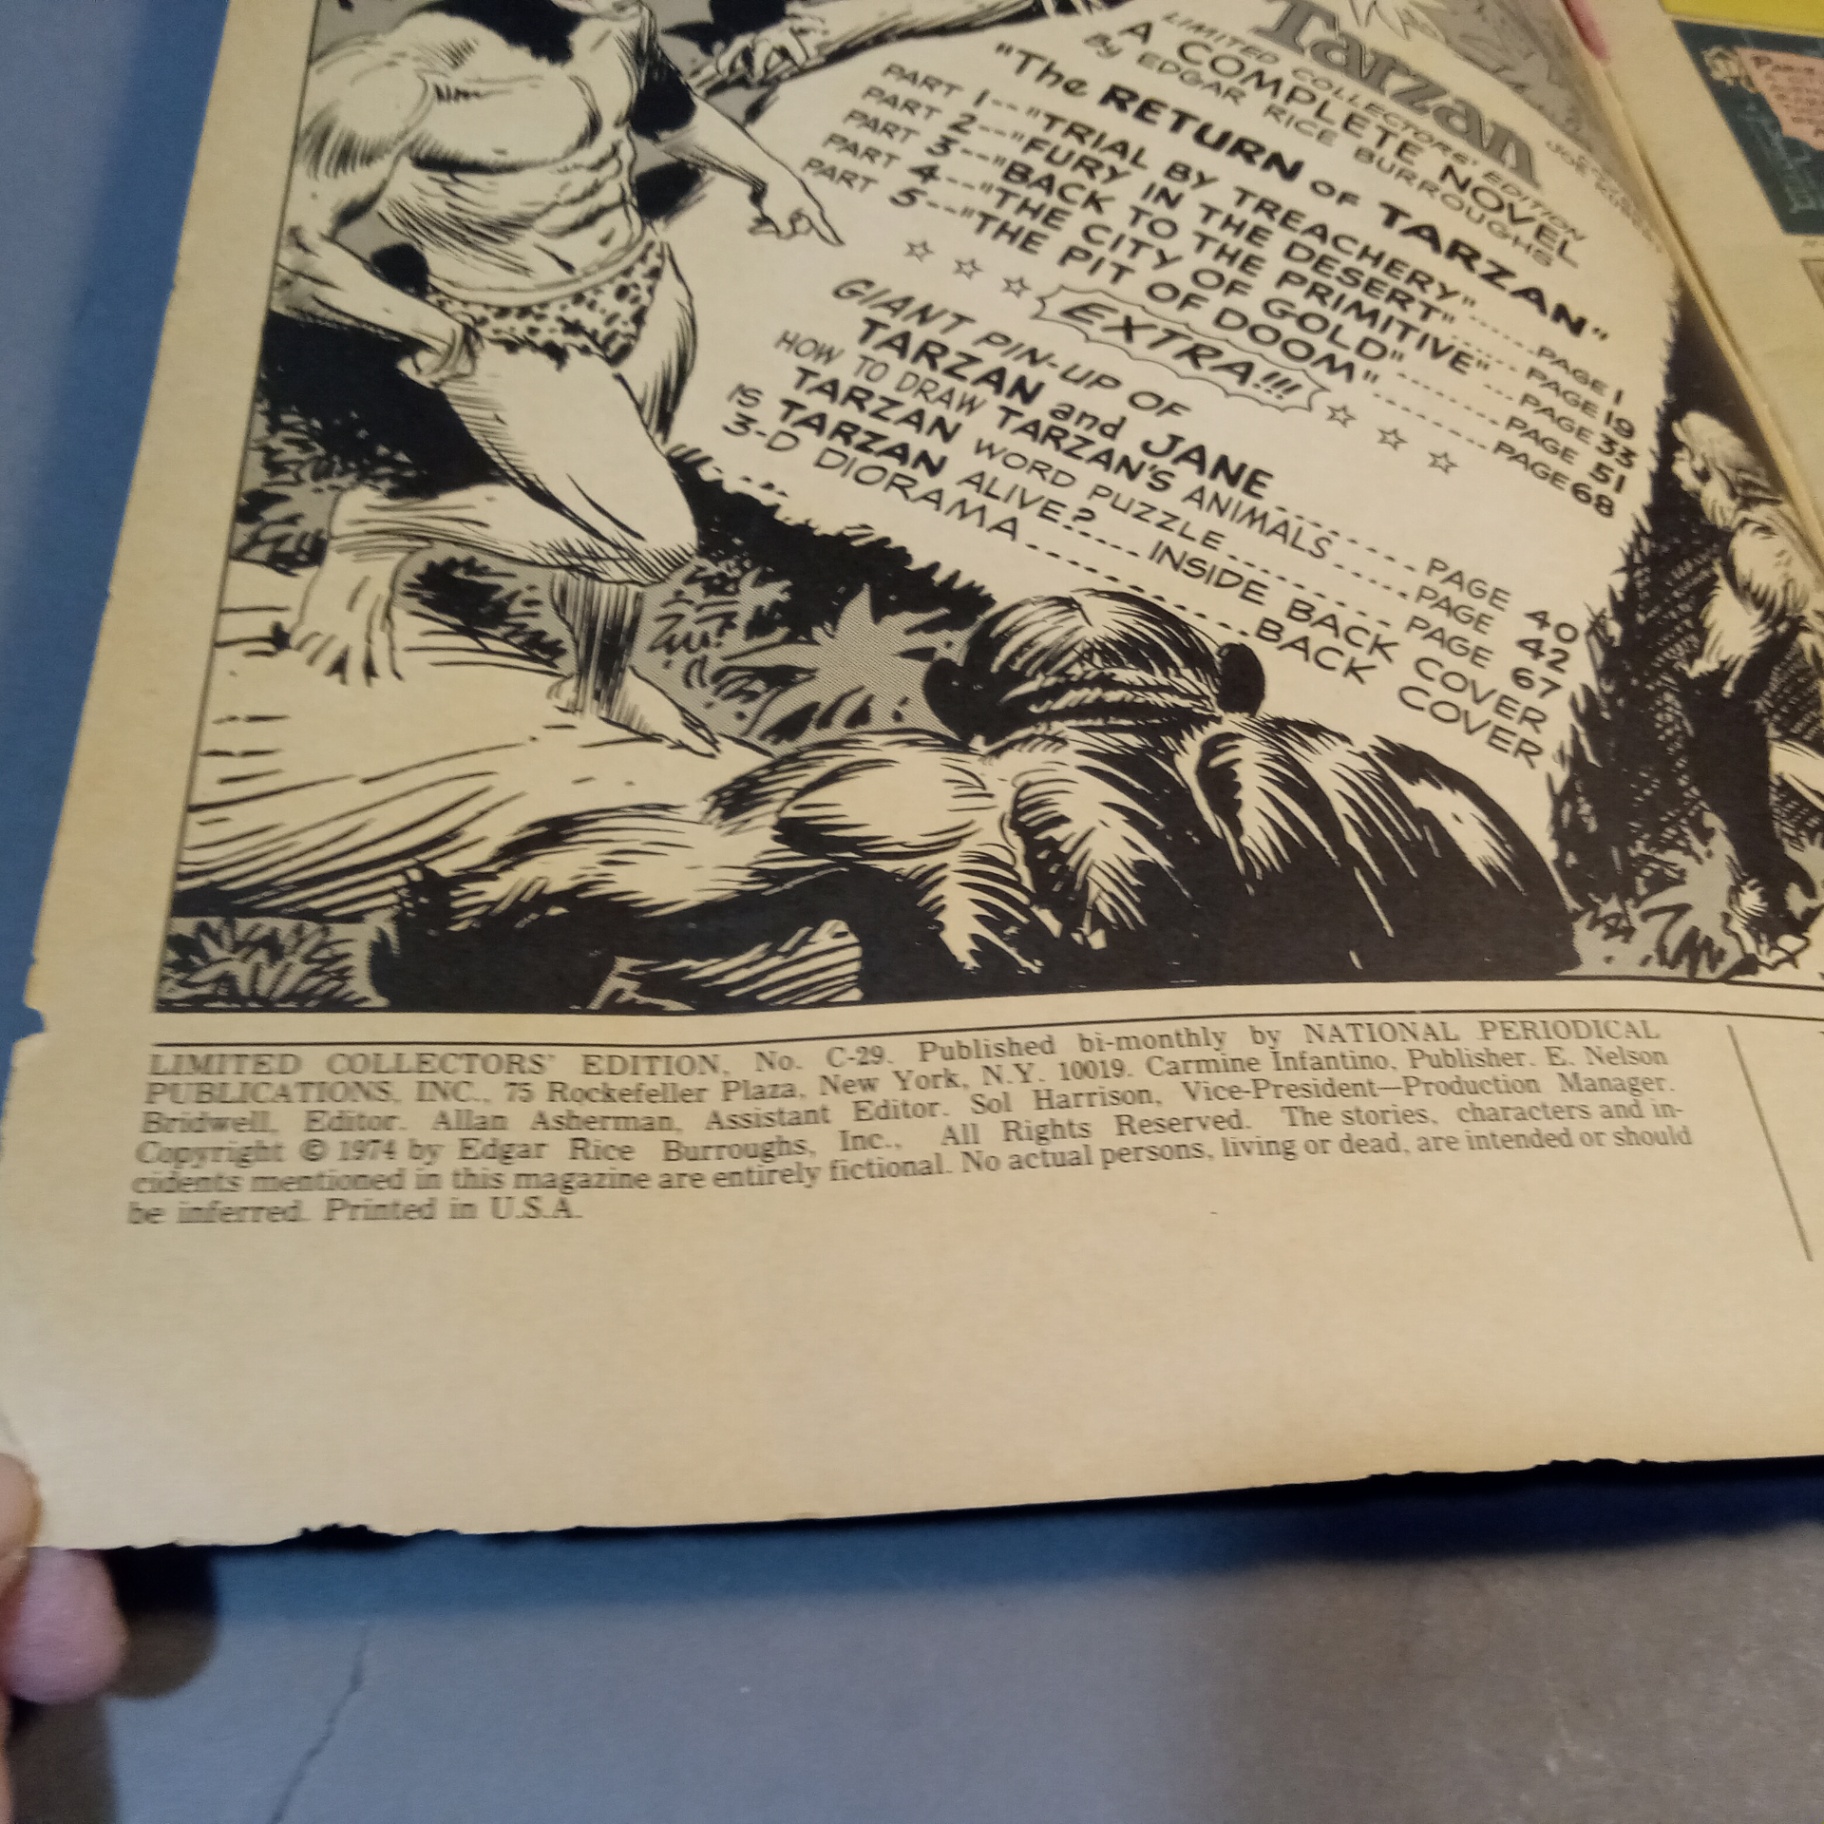 Tarzan
LIMITED COLLECTORS' EDITION
A COMPLETE NOVEL
By EDGAR RICE BURROUGHS
"The RETURN OF TARZAN"
PART 1--"TRIAL BY TREACHERY"......PAGE 1
PART 2--"FURY IN THE DESERT"......PAGE 19
PART 3--"BACK TO THE PRIMITIVE"...PAGE 33
PART 4--"THE CITY OF GOLD"........PAGE 51
PART 5--"THE PIT OF DOOM".........PAGE 68
☆ ☆ ☆ EXTRA!!! ☆ ☆ ☆
GIANT PIN-UP OF
TARZAN and JANE..........PAGE 40
HOW TO DRAW TARZAN'S ANIMALS......PAGE 42
TARZAN WORD PUZZLE............PAGE 67
IS TARZAN ALIVE?....INSIDE BACK COVER
3-D DIORAMA............BACK COVER
LIMITED COLLECTORS' EDITION, No. C-29. Published bi-monthly by NATIONAL PERIODICAL
PUBLICATIONS, INC., 75 Rockefeller Plaza, New York, N.Y. 10019. Carmine Infantino, Publisher. E. Nelson
Bridwell, Editor. Allan Asherman, Assistant Editor. Sol Harrison, Vice-President—Production Manager.
Copyright © 1974 by Edgar Rice Burroughs, Inc., All Rights Reserved. The stories, characters and in-
cidents mentioned in this magazine are entirely fictional. No actual persons, living or dead, are intended or should
be inferred. Printed in U.S.A.